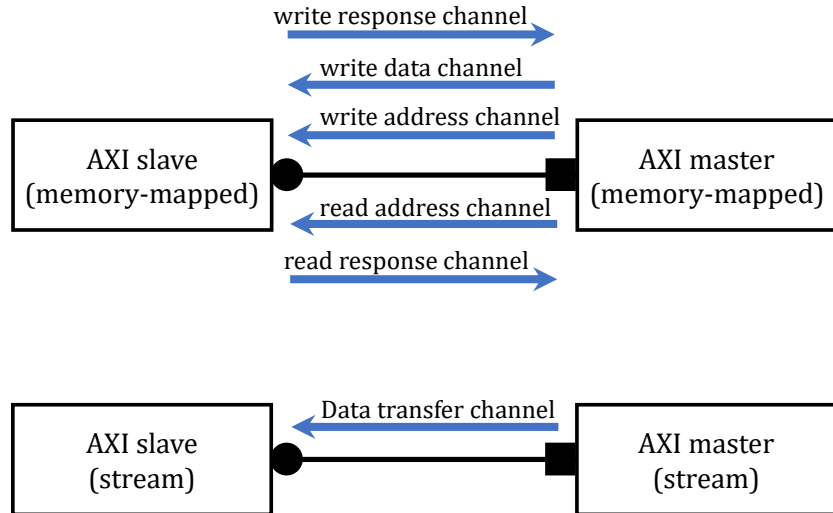 write response channel
write data channel
write address channel
AXI slave
(memory-mapped)
AXI master
(memory-mapped)
read address channel
read response channel
Data transfer channel
AXI slave
(stream)
AXI master
(stream)